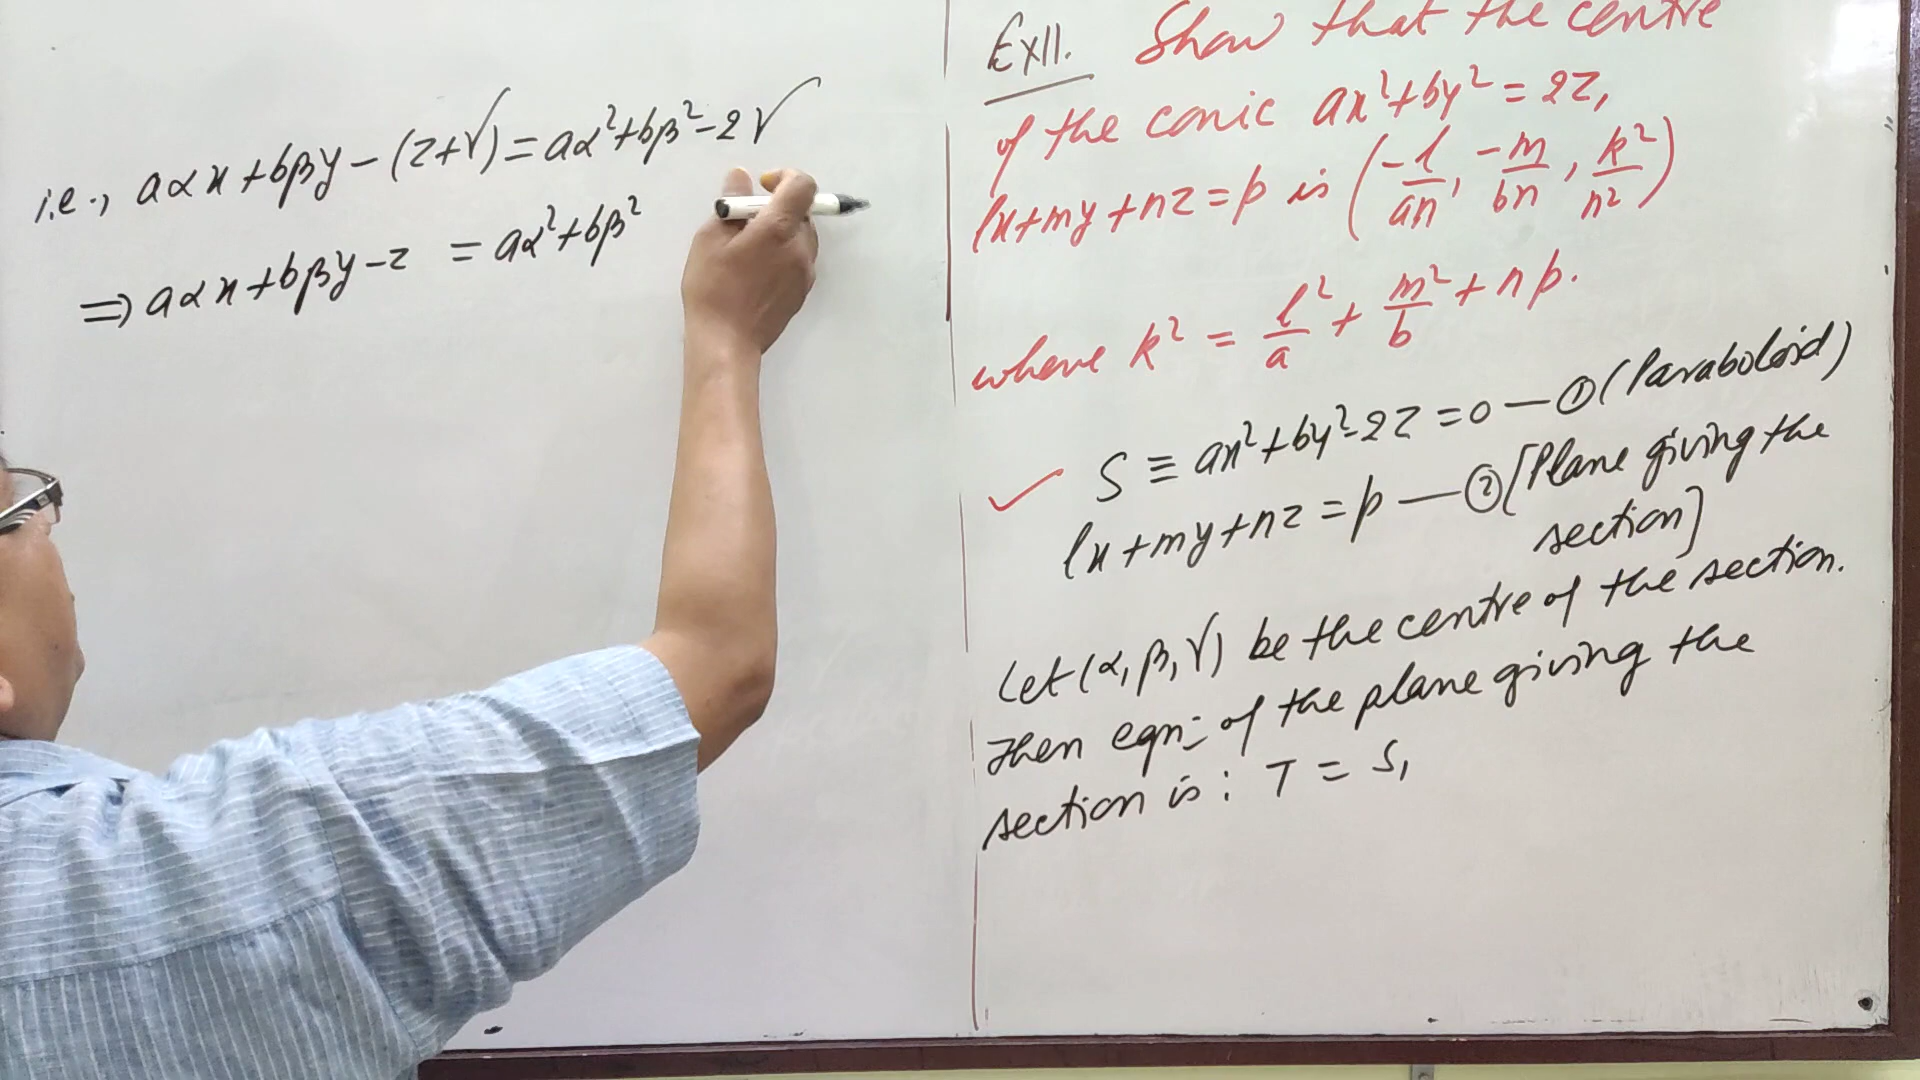 Ex11. Show that the centre
of the conic ax²+by² = 2z,
lx+my+nz = p is (-l/an, -m/bn, k²/n²)
where k² = l²/a + m²/b + np.
S ≡ ax²+by²-2z = 0 — ① (Paraboloid)
lx+my+nz = p — ② [Plane giving the
section]
Let (α, β, γ) be the centre of the section.
Then eqn: of the plane giving the
section is: T = S₁
i.e., aαx+bβy-(z+γ) = aα²+bβ²-2γ
⇒ aαx+bβy-z = aα²+bβ²